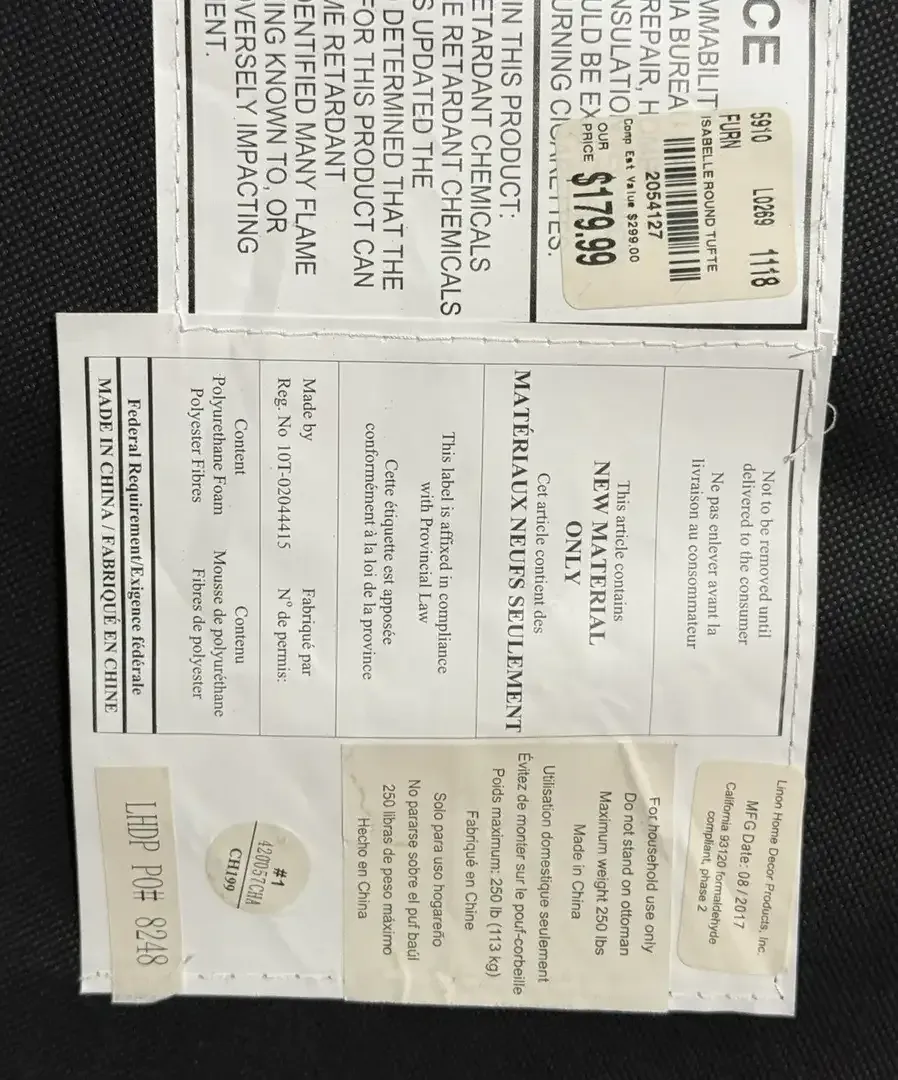 CE
MMABILIT
IA BUREA
REPAIR, H
NSULATIO
ULD BE EX
URNING CIGARETTES.
5910 L0269 1118
FURN
ISABELLE ROUND TUFTE
2054127
Comp Est Value $299.00
OUR PRICE $179.99
IN THIS PRODUCT:
ETARDANT CHEMICALS
E RETARDANT CHEMICALS
S UPDATED THE
DETERMINED THAT THE
FOR THIS PRODUCT CAN
ME RETARDANT
DENTIFIED MANY FLAME
ING KNOWN TO, OR
VERSELY IMPACTING
ENT.
Not to be removed until
delivered to the consumer
Ne pas enlever avant la
livraison au consommateur
This article contains
NEW MATERIAL
ONLY
Cet article contient des
MATÉRIAUX NEUFS SEULEMENT
This label is affixed in compliance
with Provincial Law
Cette étiquette est apposée
conformément à la loi de la province
Made by Fabriqué par
Reg. No 10T-02044415 N° de permis:
Content Contenu
Polyurethane Foam Mousse de polyuréthane
Polyester Fibres Fibres de polyester
Federal Requirement/Exigence fédérale
MADE IN CHINA / FABRIQUÉ EN CHINE
Linon Home Decor Products, Inc.
MFG Date: 08 / 2017
California 93120 formaldehyde
compliant, phase 2
For household use only
Do not stand on ottoman
Maximum weight 250 lbs
Made in China
Utilisation domestique seulement
Évitez de monter sur le pouf-corbeille
Poids maximum: 250 lb (113 kg)
Fabriqué en Chine
Solo para uso hogareño
No pararse sobre el puf baúl
250 libras de peso máximo
Hecho en China
#1
420057CHA
CH199
LHDP PO# 8248